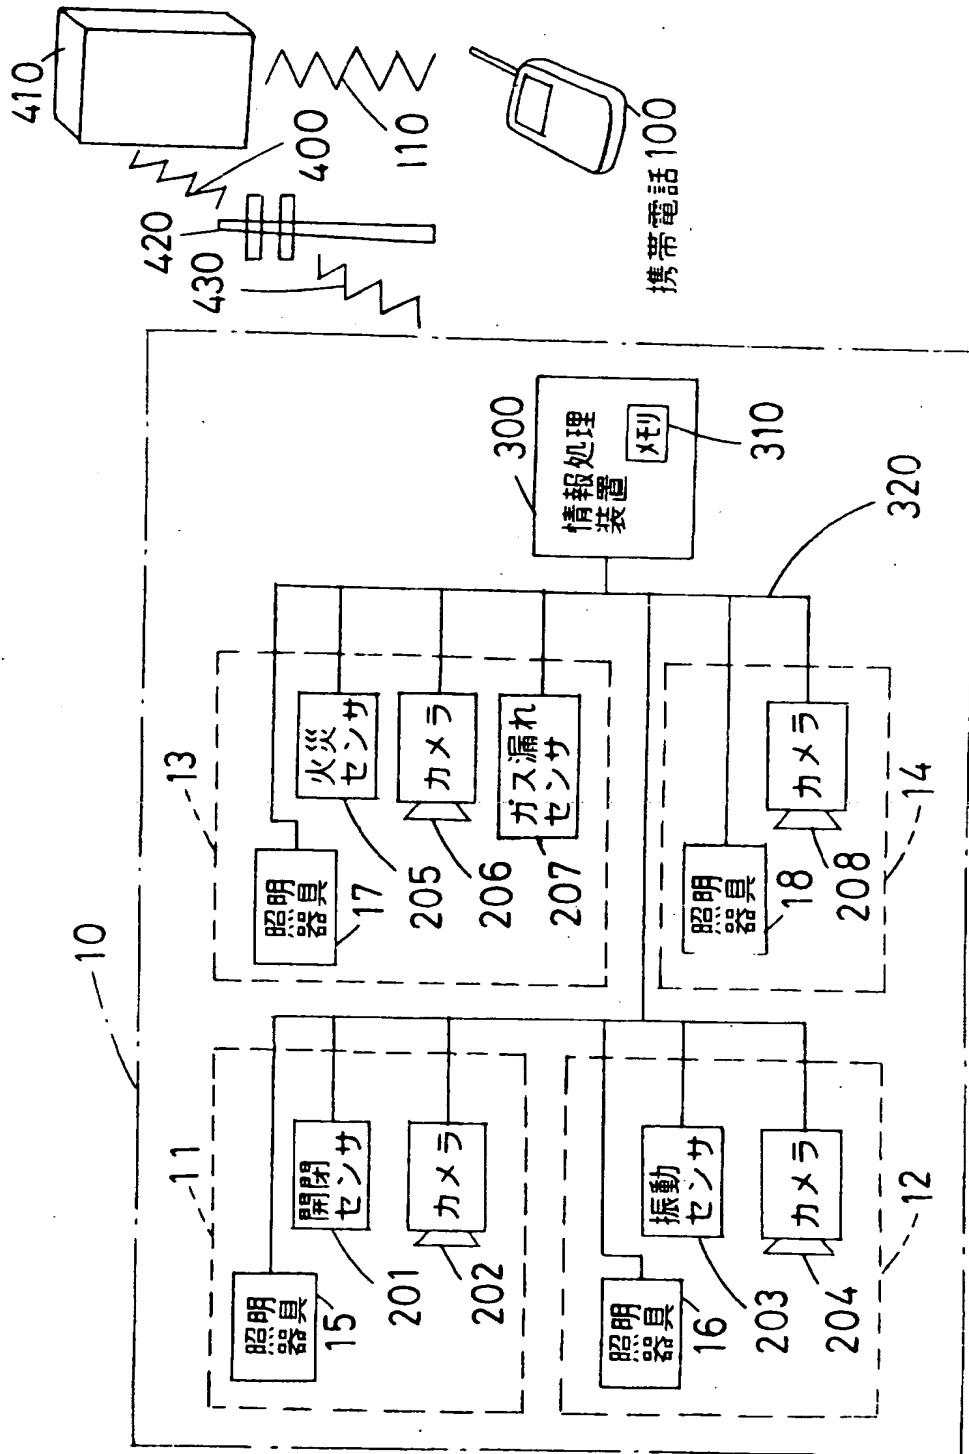 10
11
照明
器具
15
開閉
センサ
201
カメラ
202
12
照明
器具
16
振動
センサ
203
カメラ
204
13
照明
器具
17
火災
センサ
205
カメラ
206
ガス漏れ
センサ
207
14
照明
器具
18
カメラ
208
300
情報処理
装置
メモリ
310
320
430
420
400
410
110
携帯電話100